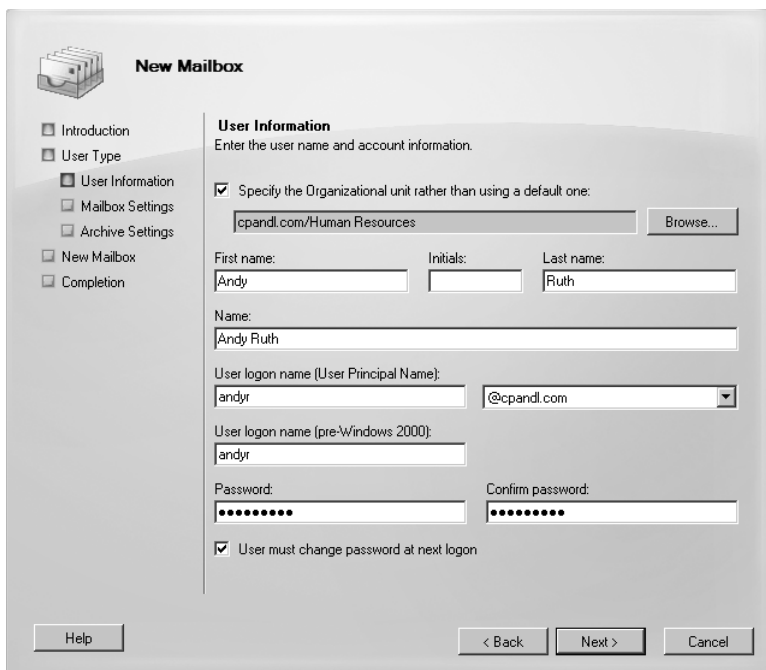 New Mailbox
Introduction
User Type
User Information
Mailbox Settings
Archive Settings
New Mailbox
Completion
User Information
Enter the user name and account information.
Specify the Organizational unit rather than using a default one:
cpandl.com/Human Resources
Browse...
First name: Initials: Last name:
Andy Ruth
Name:
Andy Ruth
User logon name (User Principal Name):
andyr @cpandl.com
User logon name (pre-Windows 2000):
andyr
Password: Confirm password:
●●●●●●●●● ●●●●●●●●●
User must change password at next logon
Help < Back Next > Cancel